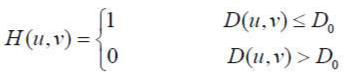 H(u,v) = { 1    D(u,v) ≤ D₀
0    D(u,v) > D₀